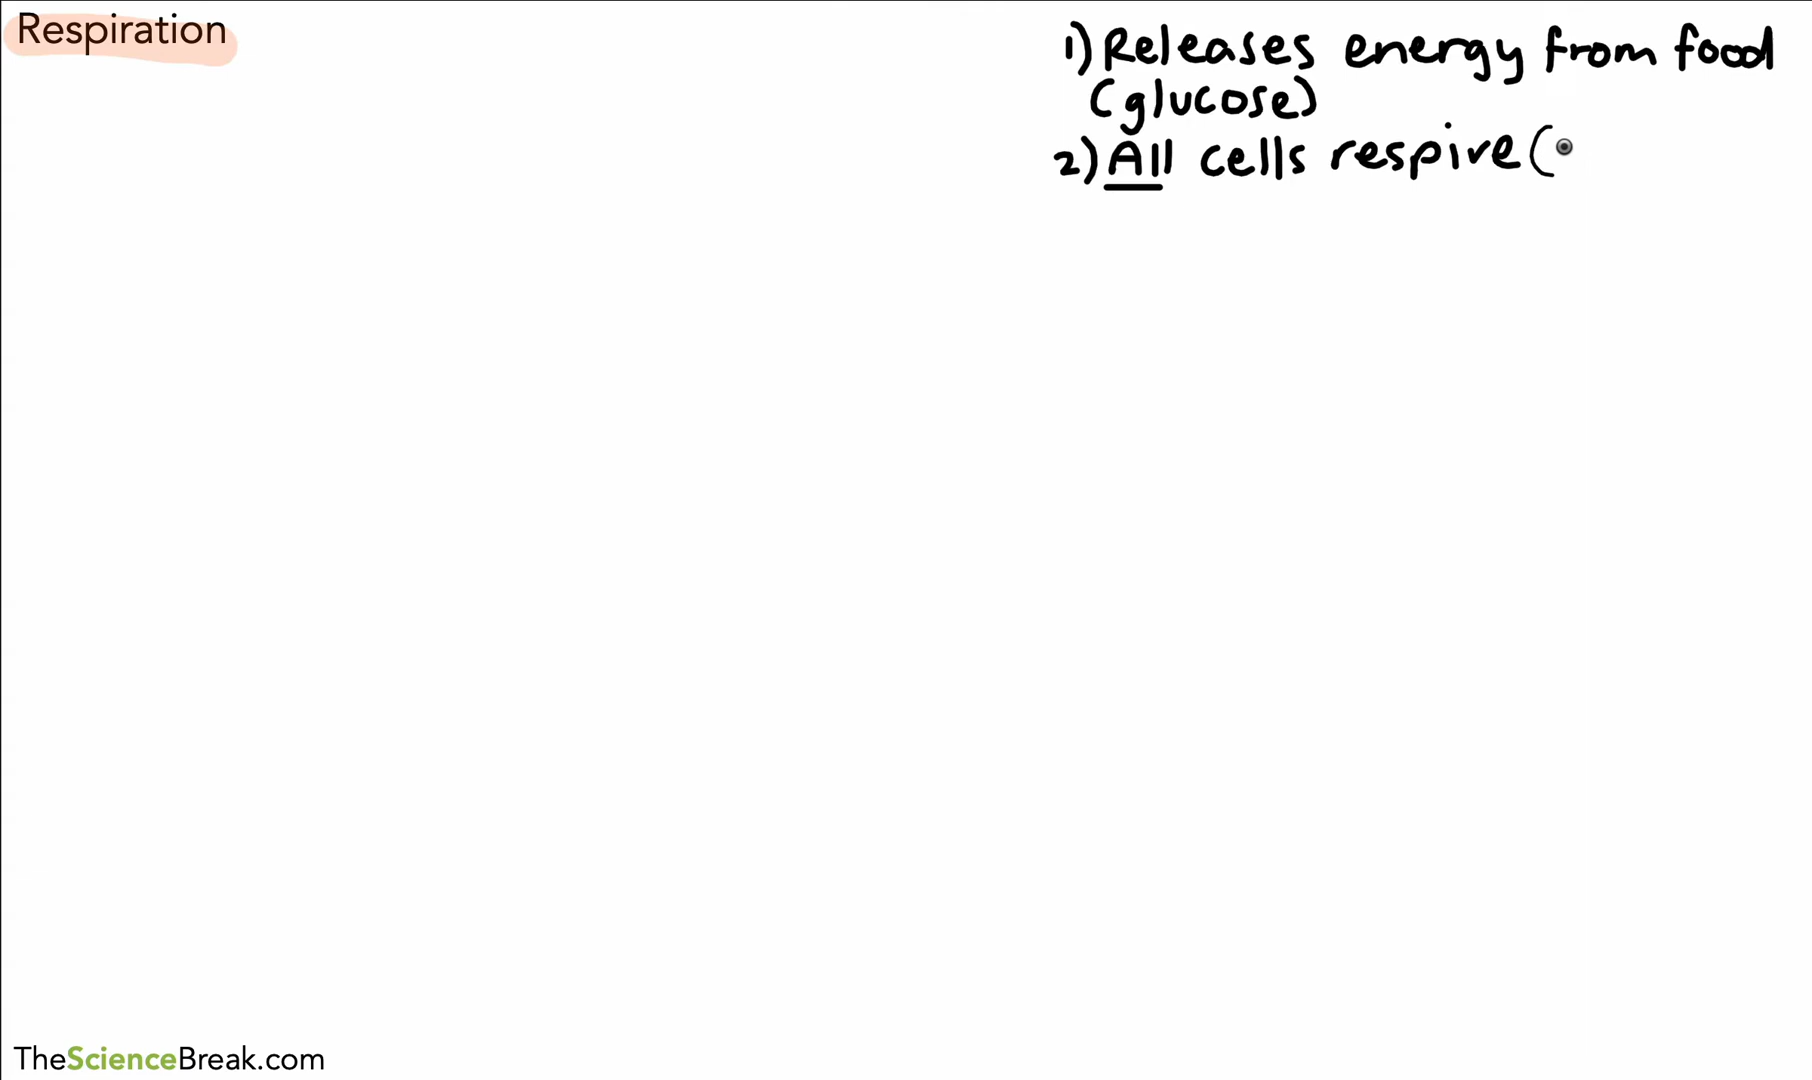 Respiration
1) Releases energy from food
(glucose)
2) All cells respire (
TheScienceBreak.com